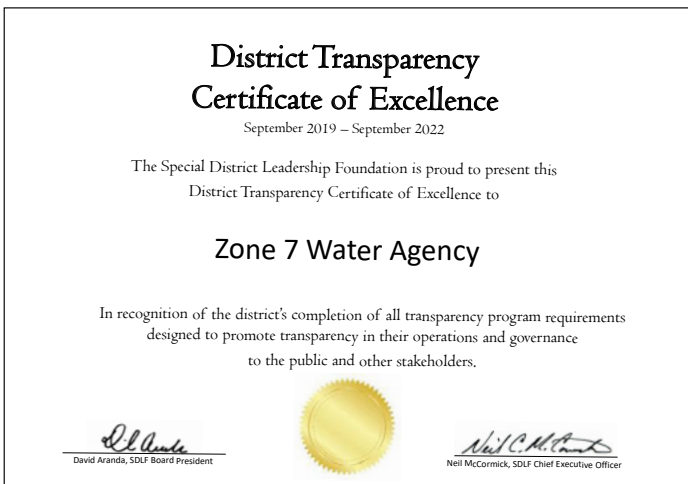 District Transparency
Certificate of Excellence
September 2019 – September 2022
The Special District Leadership Foundation is proud to present this
District Transparency Certificate of Excellence to
Zone 7 Water Agency
In recognition of the district's completion of all transparency program requirements
designed to promote transparency in their operations and governance
to the public and other stakeholders.
David Aranda, SDLF Board President
Neil C. McCormick
Neil McCormick, SDLF Chief Executive Officer